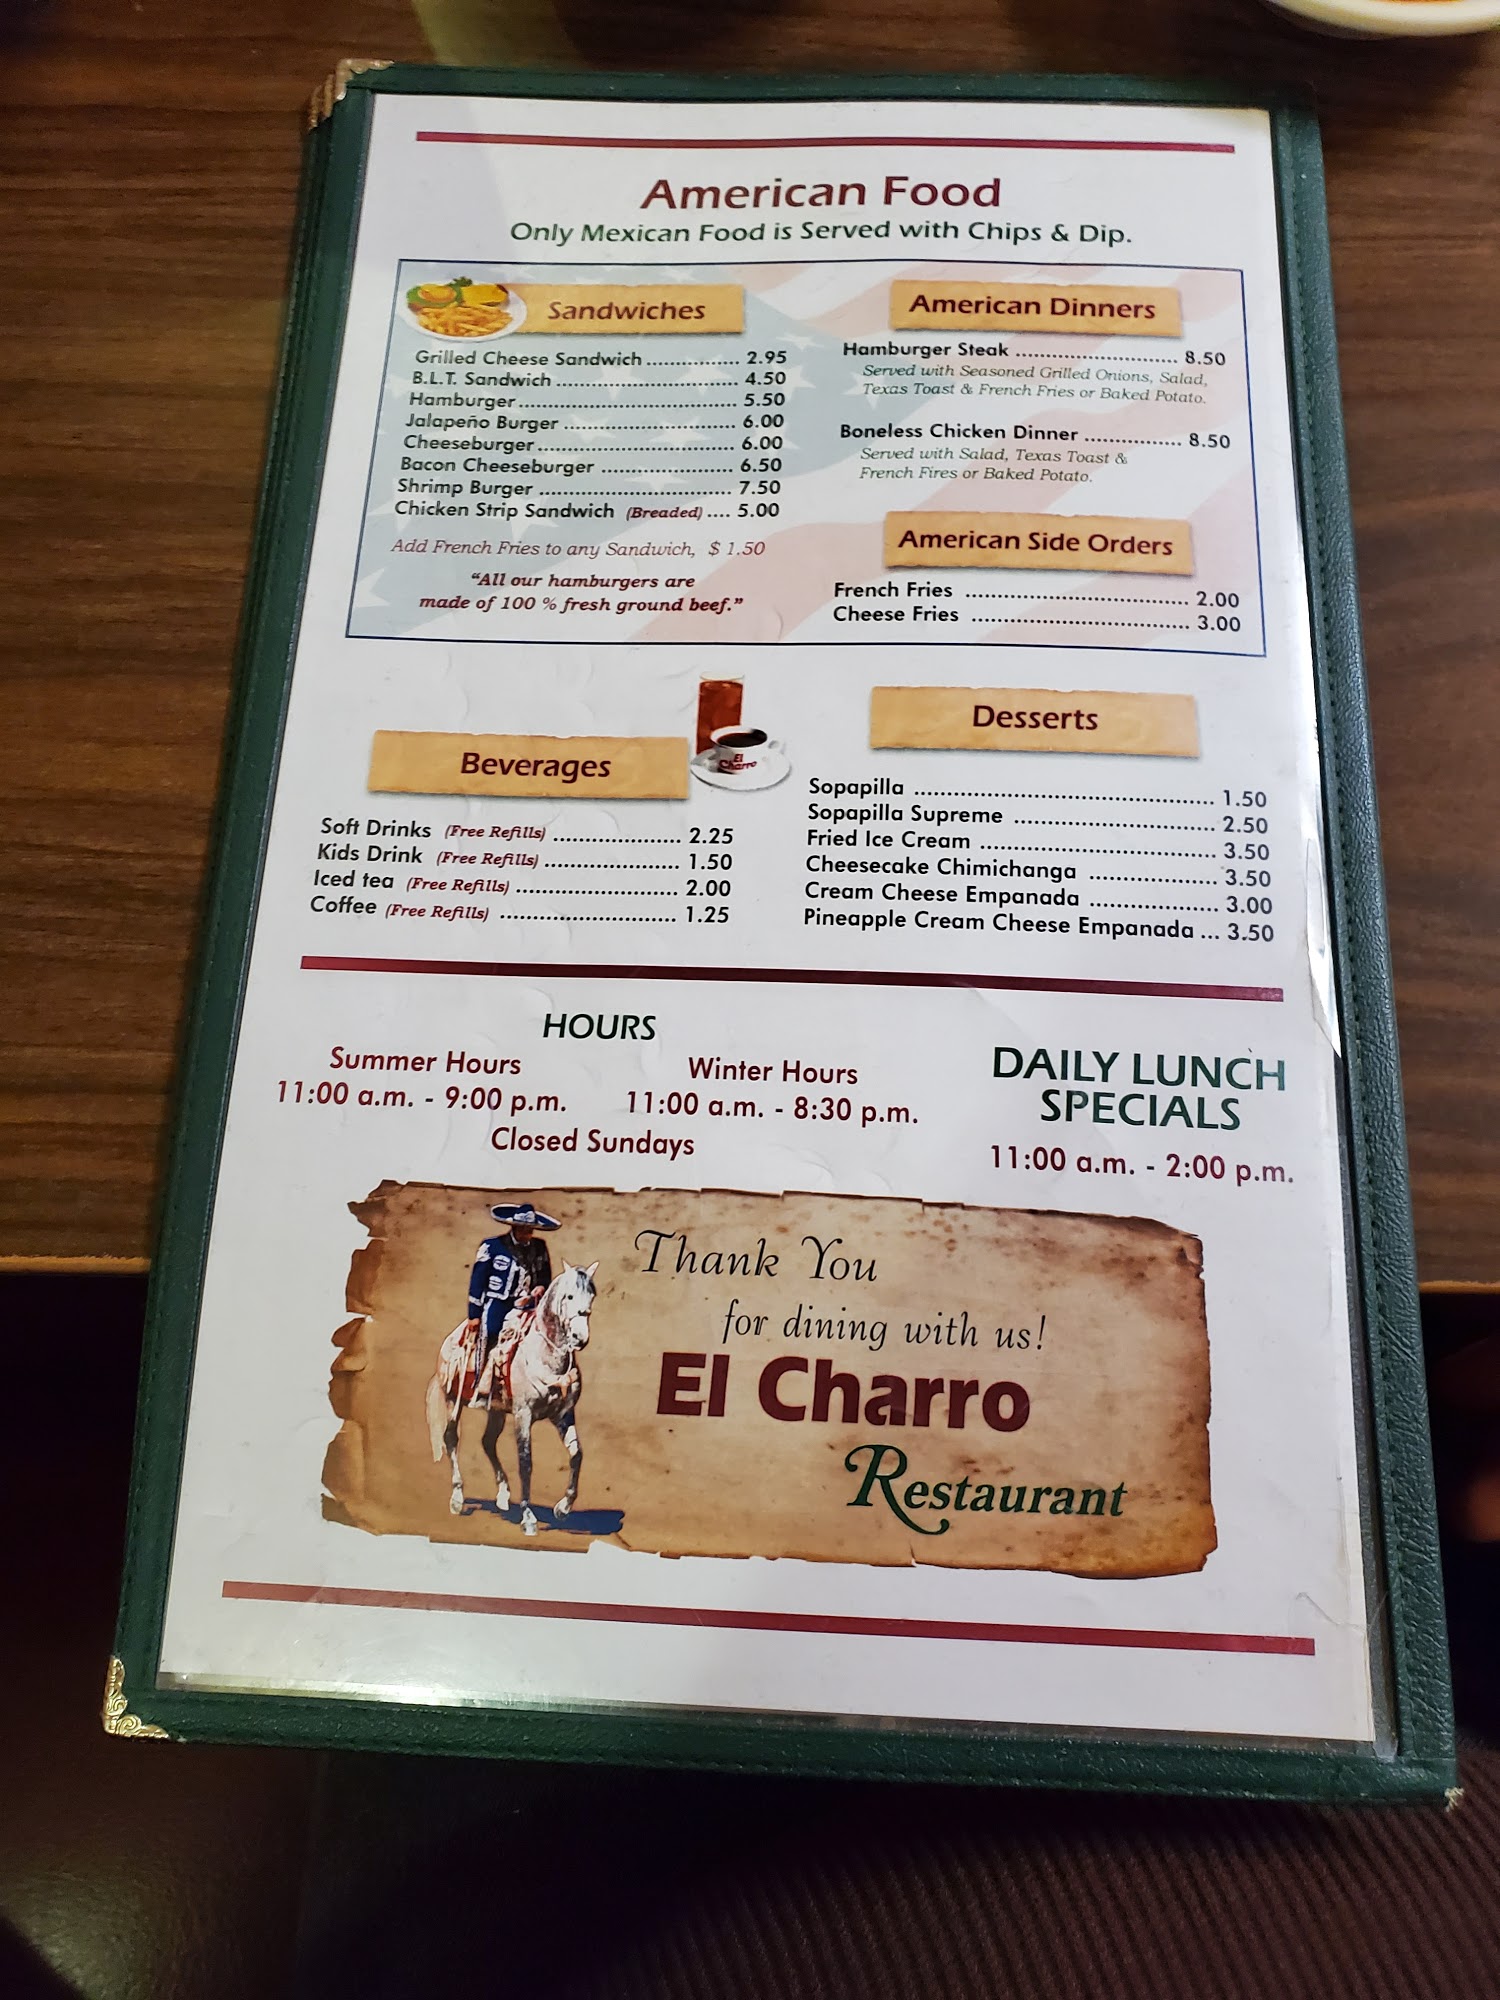 American Food
Only Mexican Food is Served with Chips & Dip.
Sandwiches
Grilled Cheese Sandwich ............... 2.95
B.L.T. Sandwich ............................. 4.50
Hamburger ................................... 5.50
Jalapeño Burger ........................... 6.00
Cheeseburger ............................... 6.00
Bacon Cheeseburger ..................... 6.50
Shrimp Burger ............................... 7.50
Chicken Strip Sandwich (Breaded) .... 5.00
Add French Fries to any Sandwich, $ 1.50
"All our hamburgers are
made of 100 % fresh ground beef."
American Dinners
Hamburger Steak .......................... 8.50
Served with Seasoned Grilled Onions, Salad,
Texas Toast & French Fries or Baked Potato.
Boneless Chicken Dinner ................ 8.50
Served with Salad, Texas Toast &
French Fires or Baked Potato.
American Side Orders
French Fries .................................... 2.00
Cheese Fries ................................... 3.00
Beverages
El
Charro
Soft Drinks (Free Refills) .................... 2.25
Kids Drink (Free Refills) ..................... 1.50
Iced tea (Free Refills) ......................... 2.00
Coffee (Free Refills) ........................... 1.25
Desserts
Sopapilla .............................................. 1.50
Sopapilla Supreme ............................... 2.50
Fried Ice Cream .................................... 3.50
Cheesecake Chimichanga .................... 3.50
Cream Cheese Empanada .................... 3.00
Pineapple Cream Cheese Empanada ... 3.50
HOURS
Summer Hours
11:00 a.m. - 9:00 p.m.
Winter Hours
11:00 a.m. - 8:30 p.m.
Closed Sundays
DAILY LUNCH
SPECIALS
11:00 a.m. - 2:00 p.m.
Thank You
for dining with us!
El Charro
Restaurant